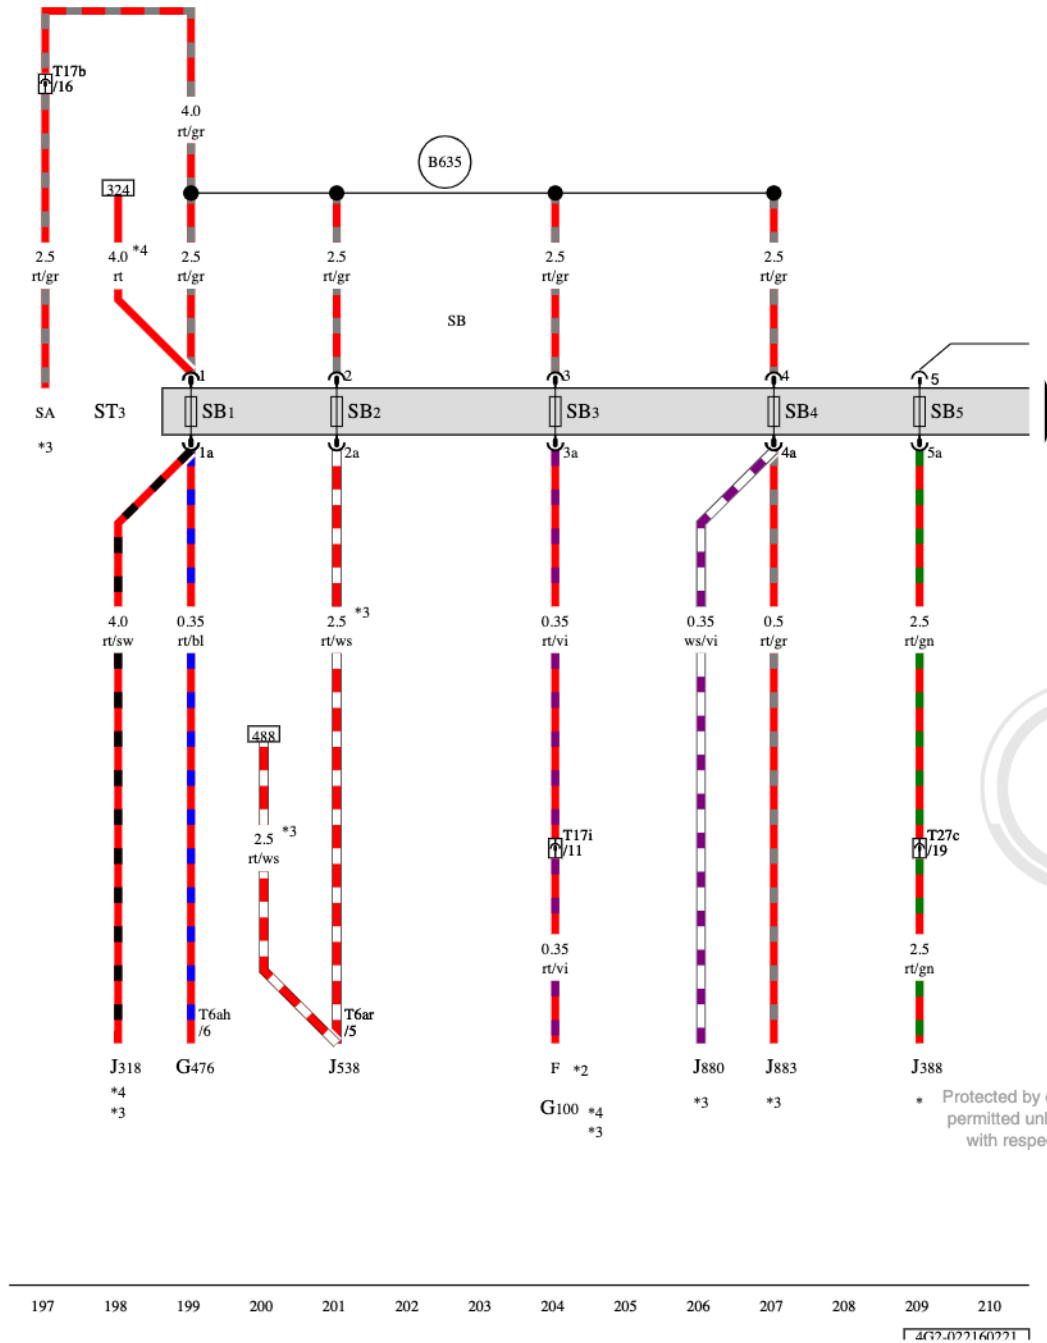 T17b
/16
4.0
rt/gr
B635
324
2.5
rt/gr
4.0 *4
rt
2.5
rt/gr
2.5
rt/gr
2.5
rt/gr
2.5
rt/gr
SB
1
2
3
4
5
SA
*3
ST3
SB1
SB2
SB3
SB4
SB5
1a
2a
3a
4a
5a
4.0
rt/sw
0.35
rt/bl
2.5 *3
rt/ws
0.35
rt/vi
0.35
ws/vi
0.5
rt/gr
2.5
rt/gn
488
2.5 *3
rt/ws
T17i
/11
T27c
/19
0.35
rt/vi
2.5
rt/gn
T6ah
/6
T6ar
/5
J318
*4
*3
G476
J538
F *2
G100 *4
*3
J880
*3
J883
*3
J388
*
Protected by
permitted
with
197 198 199 200 201 202 203 204 205 206 207 208 209 210
4G2-022160221